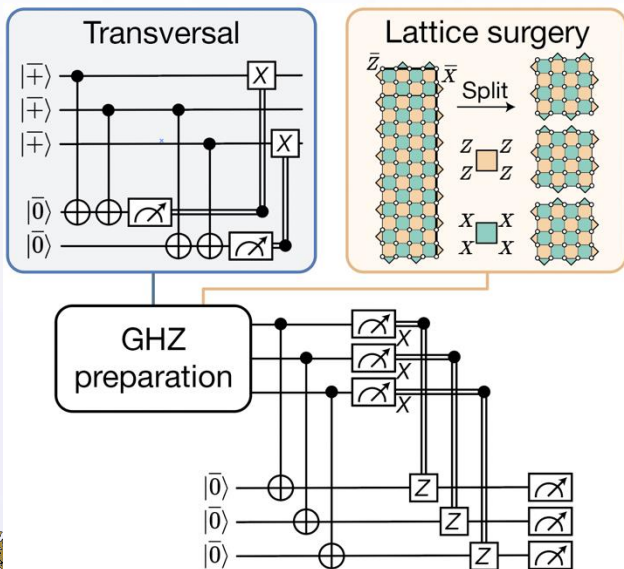 Transversal
|+̅⟩
|+̅⟩
|+̅⟩
X
X
|0̅⟩
|0̅⟩
Lattice surgery
Z̅
X̅
Split
Z Z
Z Z
X X
X X
GHZ
preparation
X
X
X
|0̅⟩ Z
|0̅⟩ Z
|0̅⟩ Z